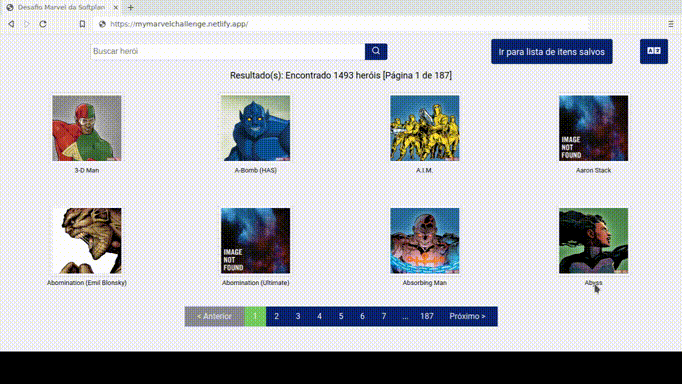 Desafio Marvel da Softplan
https://mymarvelchallenge.netlify.app/
Buscar herói
Ir para lista de itens salvos
Resultado(s): Encontrado 1493 heróis [Página 1 de 187]
IMAGE
NOT
FOUND
3-D Man
A-Bomb (HAS)
A.I.M.
Aaron Stack
IMAGE
NOT
FOUND
Abomination (Emil Blonsky)
Abomination (Ultimate)
Absorbing Man
Abyss
< Anterior 1 2 3 4 5 6 7 ... 187 Próximo >